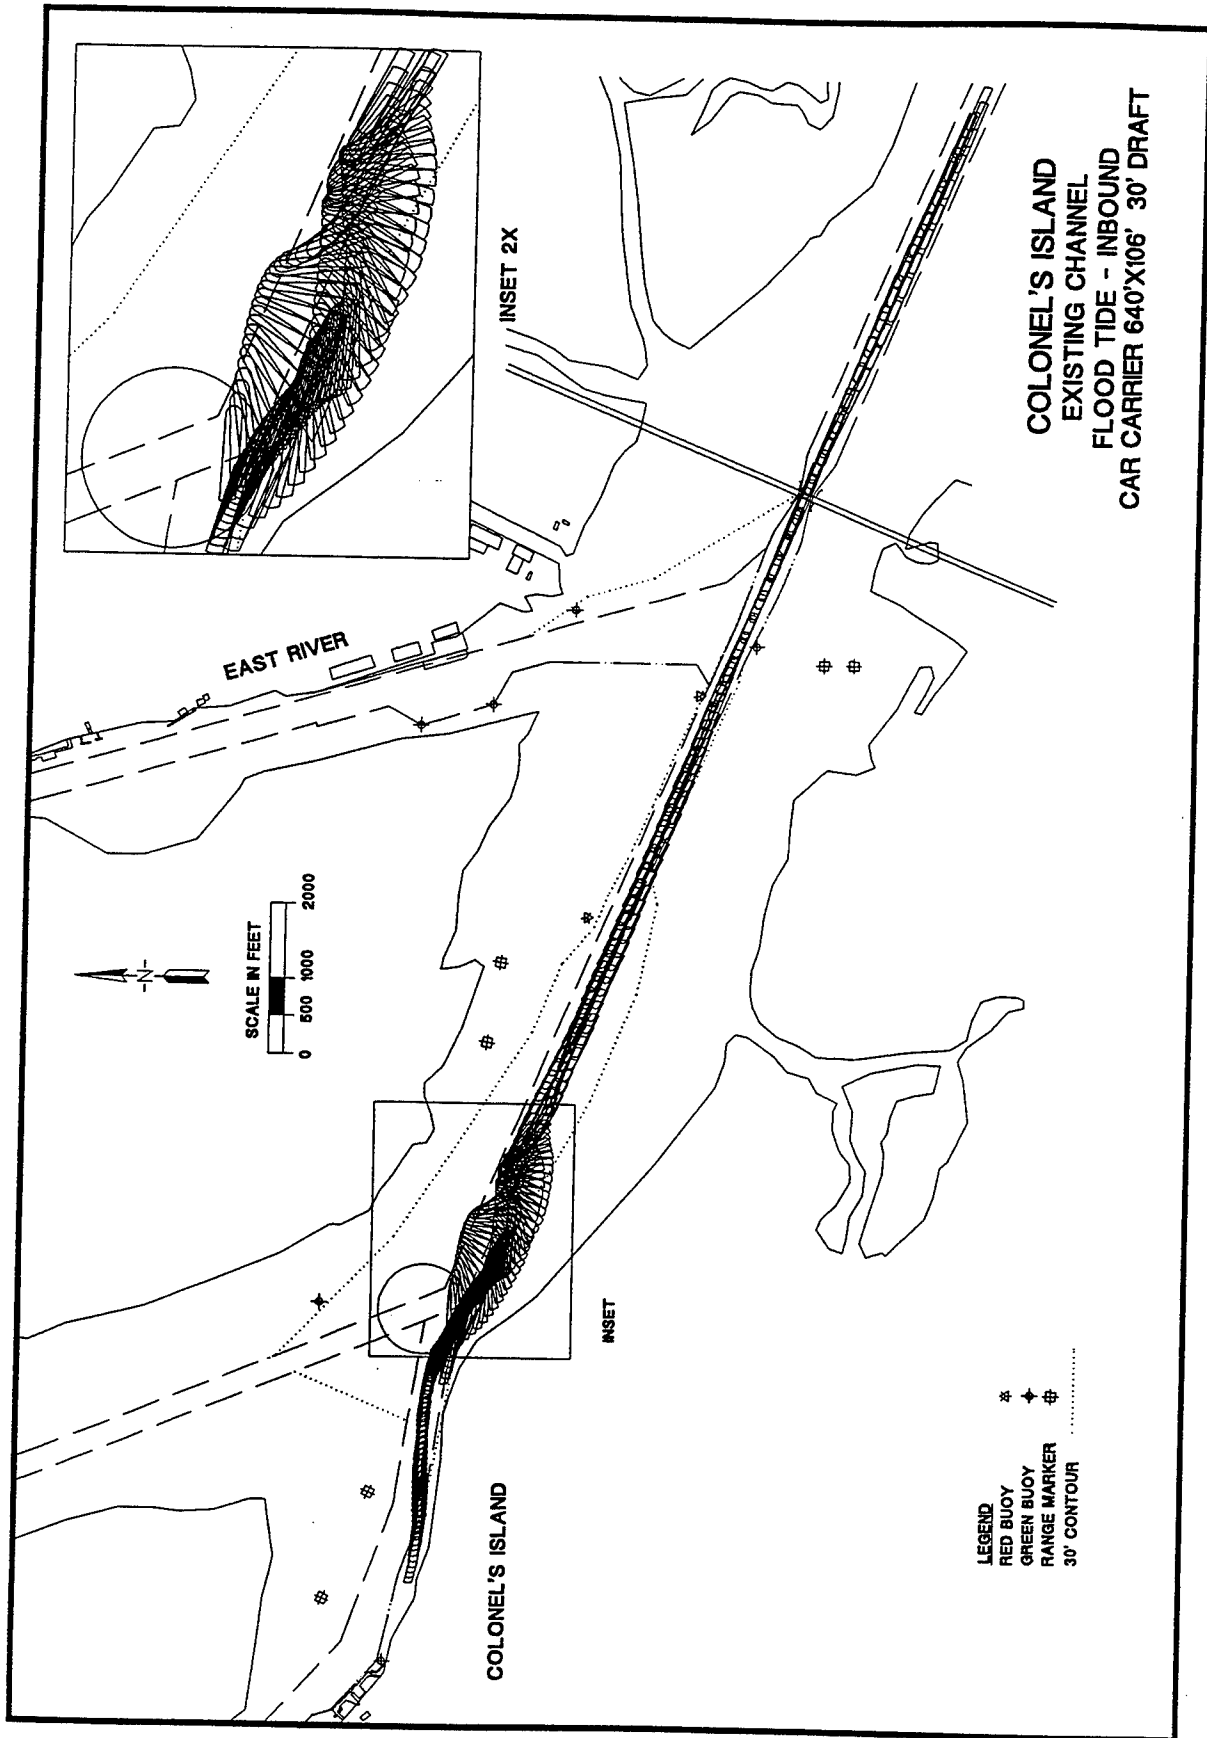 INSET 2X
EAST RIVER
-N-
SCALE IN FEET
0 500 1000 2000
INSET
COLONEL'S ISLAND
LEGEND
RED BUOY
GREEN BUOY
RANGE MARKER
30' CONTOUR
COLONEL'S ISLAND
EXISTING CHANNEL
FLOOD TIDE - INBOUND
CAR CARRIER 640'X106' 30' DRAFT